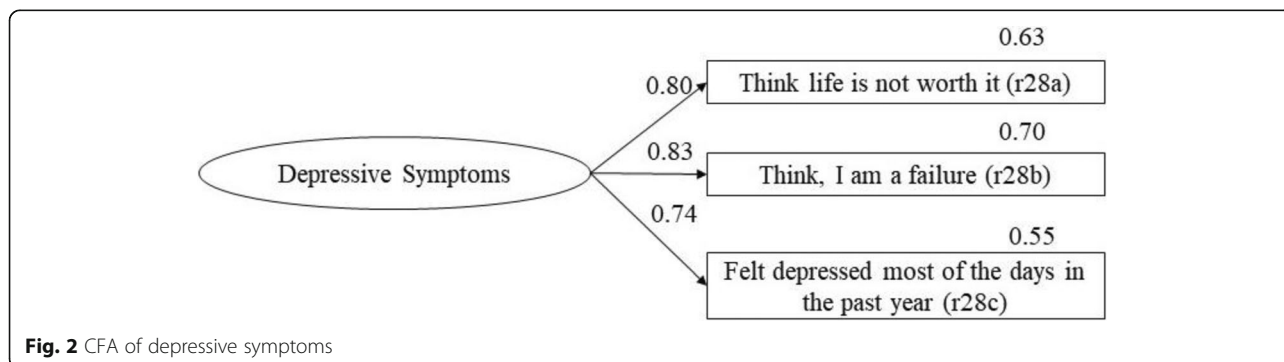 0.63
0.80
Think life is not worth it (r28a)
0.70
0.83
Depressive Symptoms
Think, I am a failure (r28b)
0.74
0.55
Felt depressed most of the days in
the past year (r28c)
Fig. 2 CFA of depressive symptoms